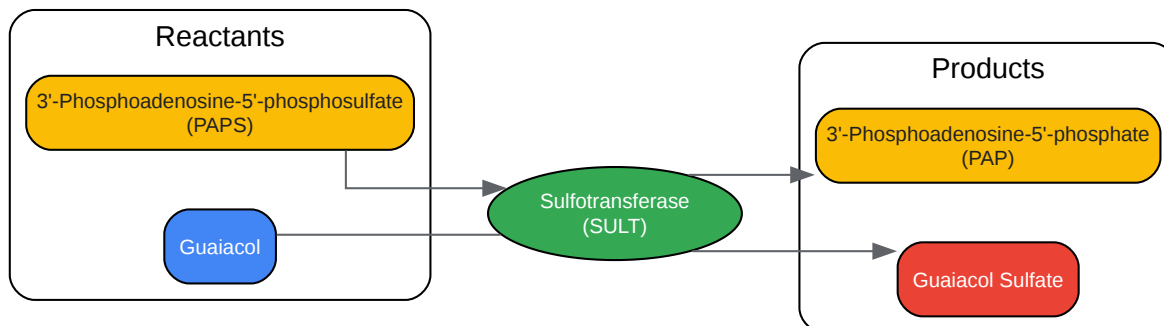 Reactants
3'-Phosphoadenosine-5'-phosphosulfate
(PAPS)
Guaiacol
Sulfotransferase
(SULT)
Products
3'-Phosphoadenosine-5'-phosphate
(PAP)
Guaiacol Sulfate